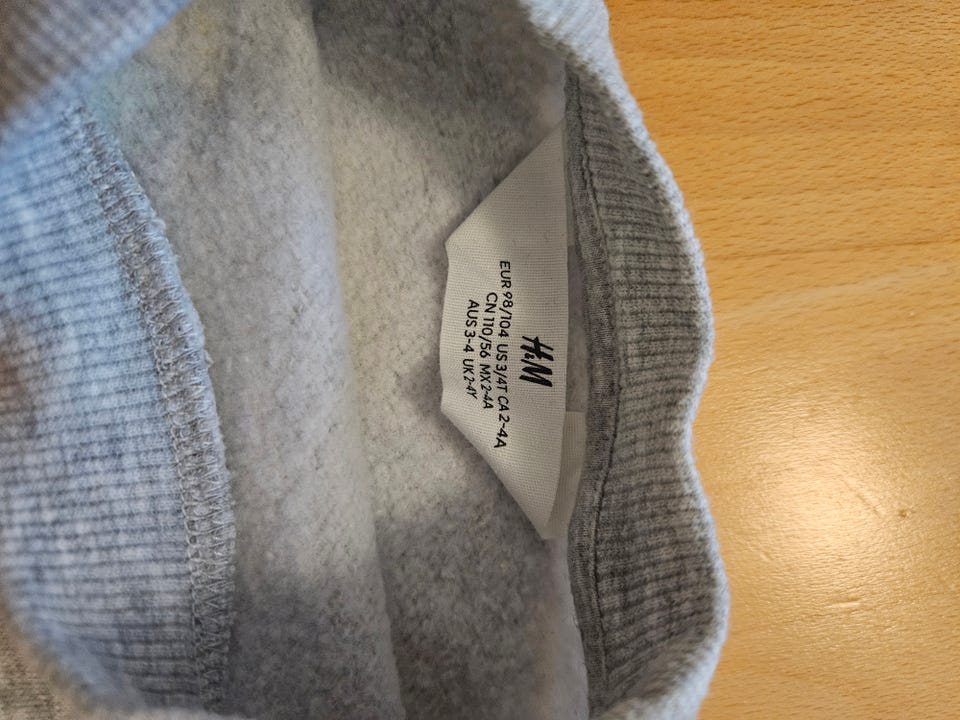 H&M
EUR 98/104 US 3/4T CA 2-4A
CN 110/56 MX 2-4A
AUS 3-4 UK 2-4Y